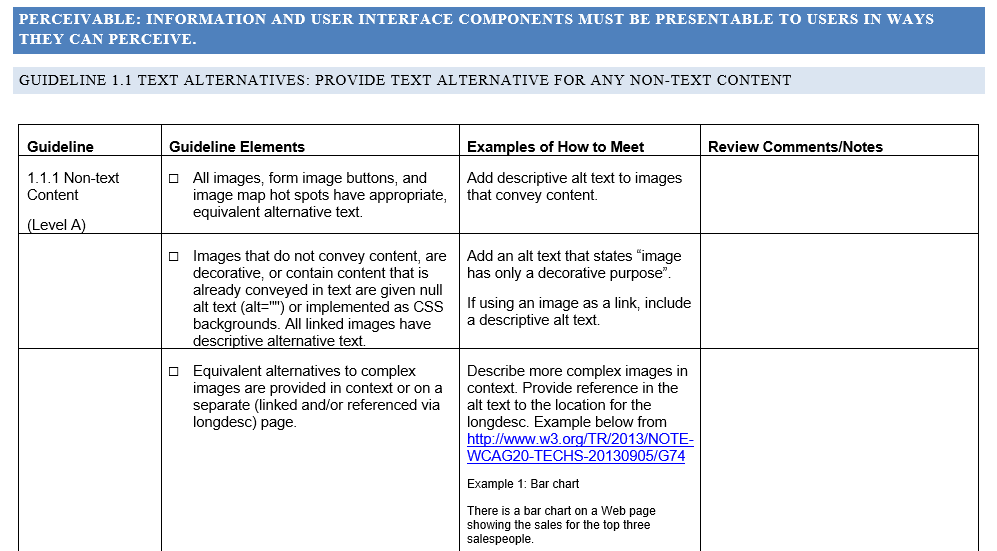 PERCEIVABLE: INFORMATION AND USER INTERFACE COMPONENTS MUST BE PRESENTABLE TO USERS IN WAYS
THEY CAN PERCEIVE.
GUIDELINE 1.1 TEXT ALTERNATIVES: PROVIDE TEXT ALTERNATIVE FOR ANY NON-TEXT CONTENT
Guideline
Guideline Elements
Examples of How to Meet
Review Comments/Notes
1.1.1 Non-text
Content
(Level A)
☐ All images, form image buttons, and
image map hot spots have appropriate,
equivalent alternative text.
Add descriptive alt text to images
that convey content.
☐ Images that do not convey content, are
decorative, or contain content that is
already conveyed in text are given null
alt text (alt="") or implemented as CSS
backgrounds. All linked images have
descriptive alternative text.
Add an alt text that states “image
has only a decorative purpose”.
If using an image as a link, include
a descriptive alt text.
☐ Equivalent alternatives to complex
images are provided in context or on a
separate (linked and/or referenced via
longdesc) page.
Describe more complex images in
context. Provide reference in the
alt text to the location for the
longdesc. Example below from
http://www.w3.org/TR/2013/NOTE-
WCAG20-TECHS-20130905/G74
Example 1: Bar chart
There is a bar chart on a Web page
showing the sales for the top three
salespeople.